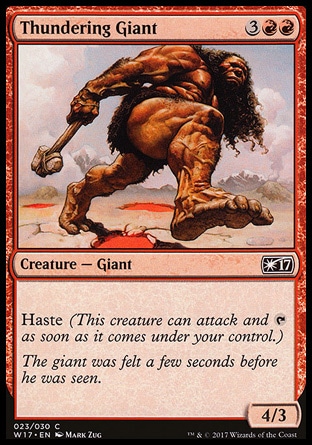 Thundering Giant 3
Creature — Giant 17
Haste (This creature can attack and
as soon as it comes under your control.)
The giant was felt a few seconds before
he was seen.
4/3
023/030 C
W17 • EN Mark Zug ™ & © 2017 Wizards of the Coast